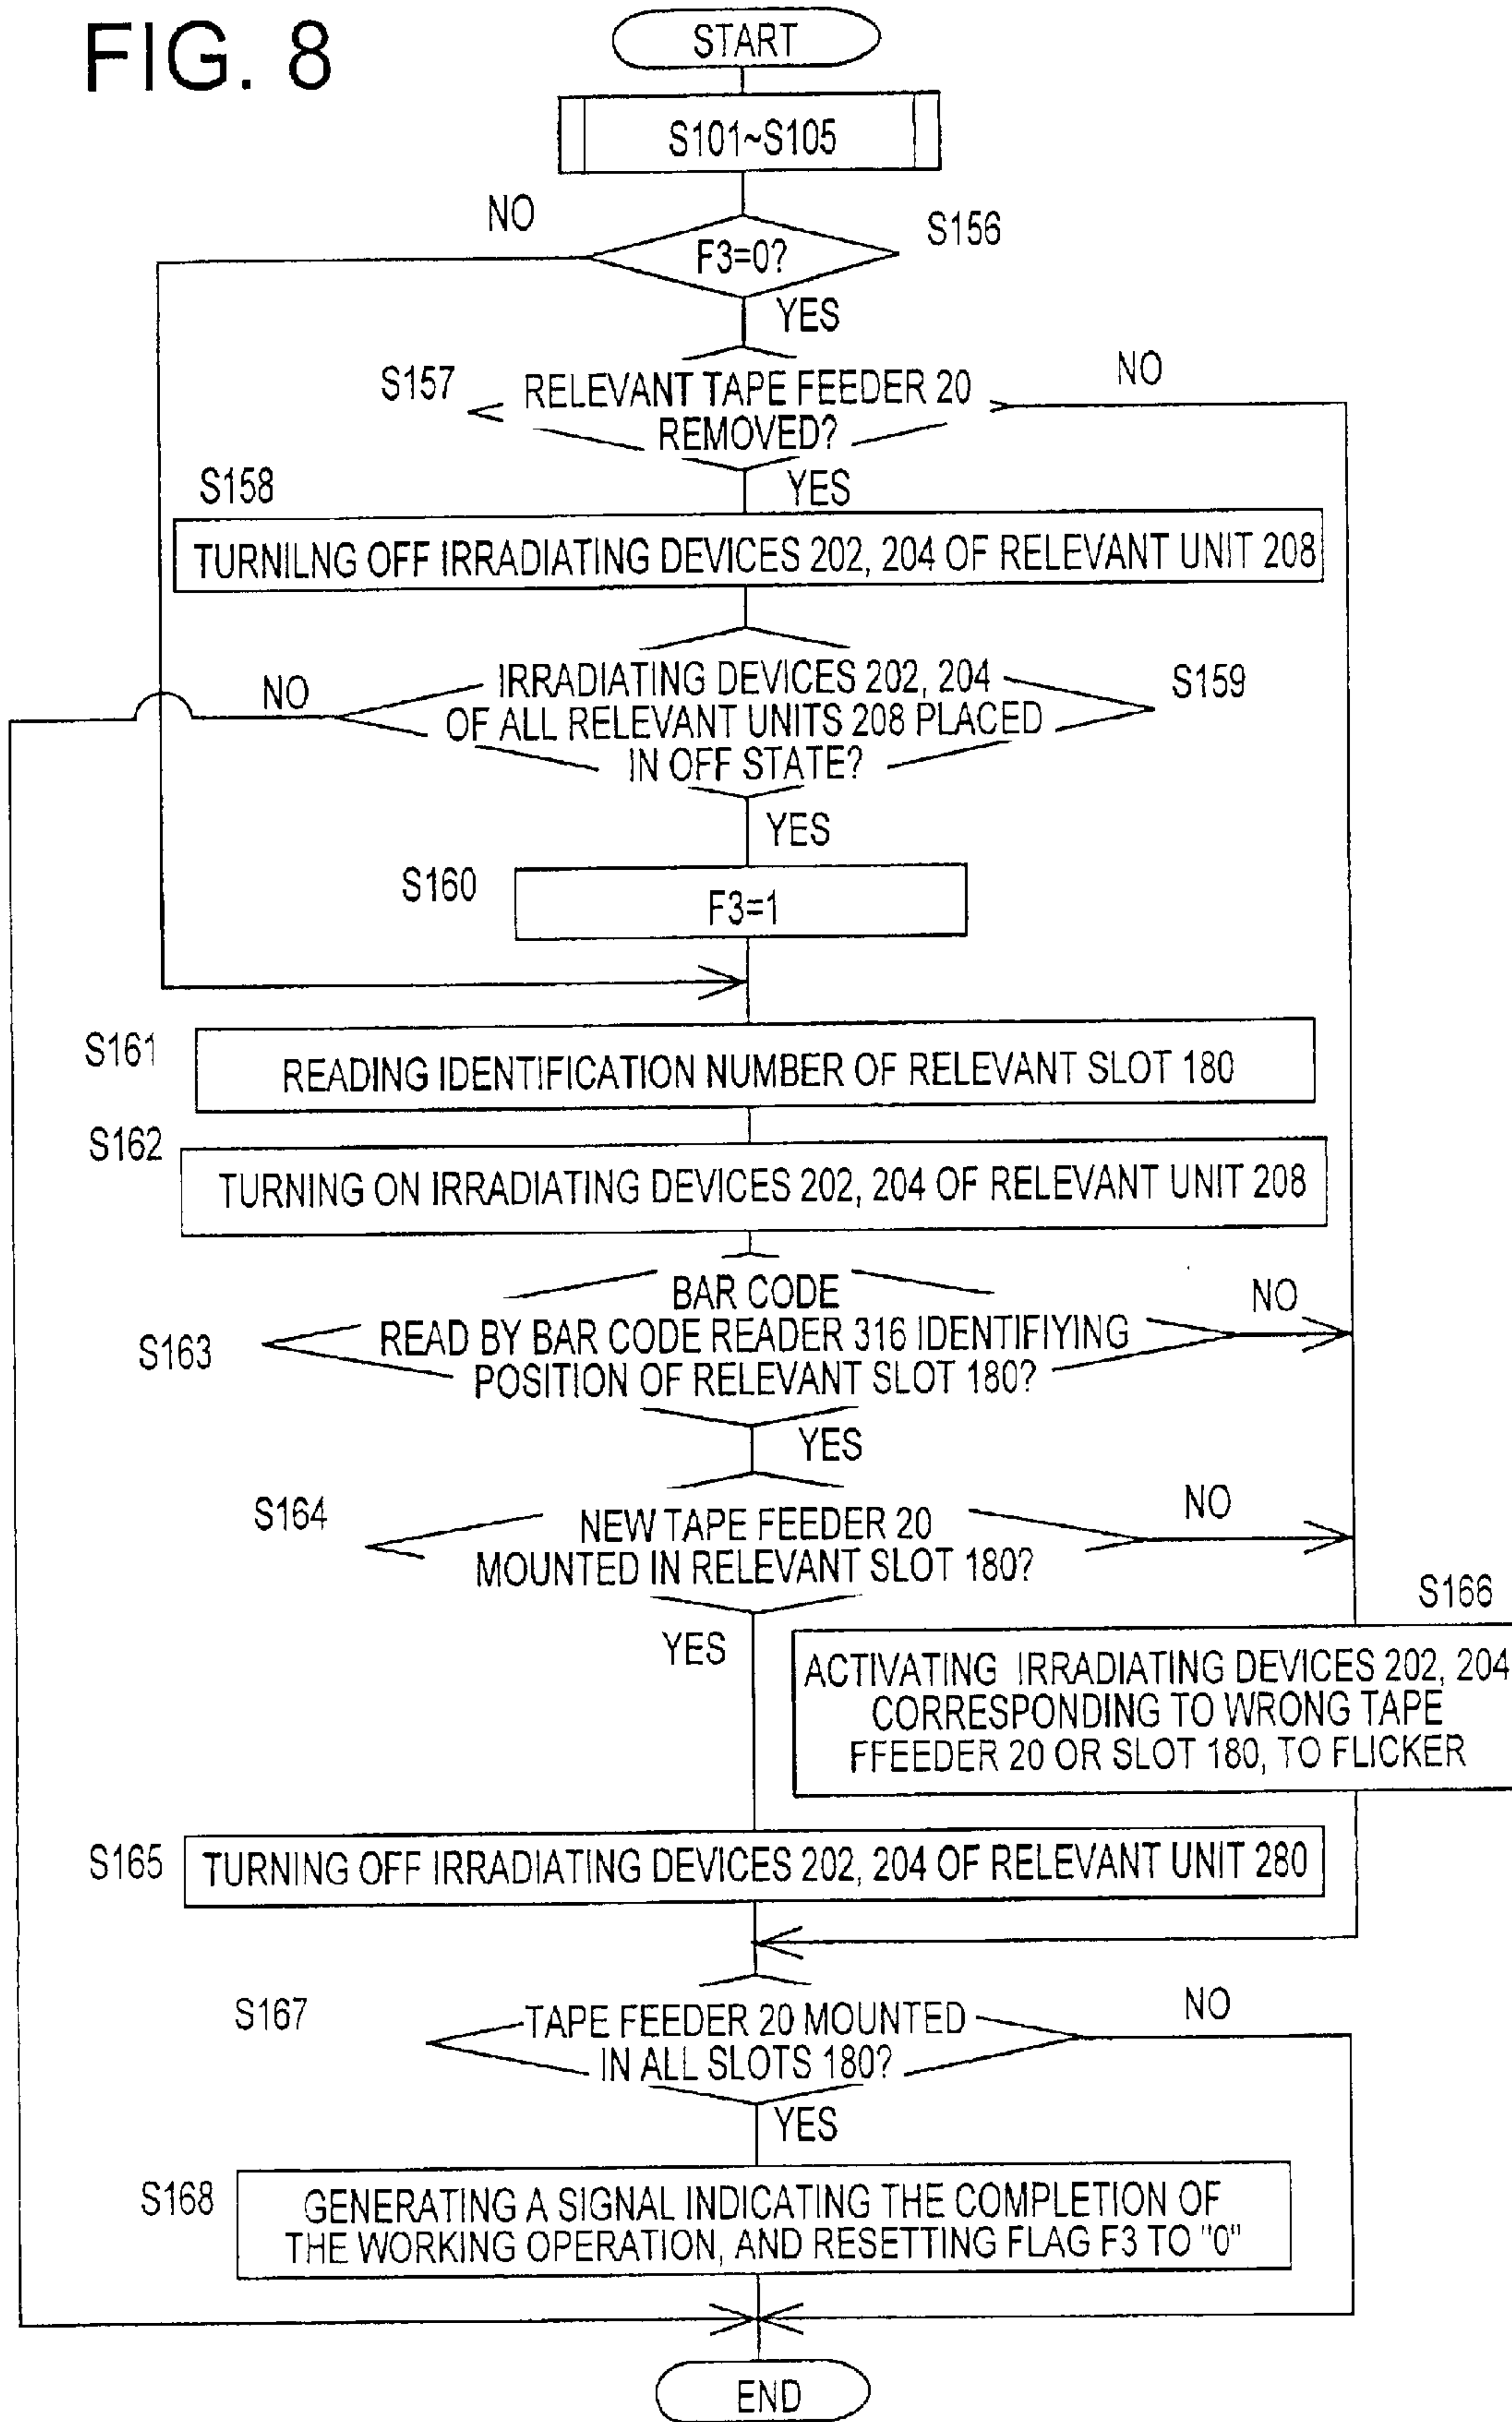 FIG. 8
START
S101~S105
NO
F3=0?
S156
YES
S157
RELEVANT TAPE FEEDER 20
REMOVED?
NO
YES
S158
TURNILNG OFF IRRADIATING DEVICES 202, 204 OF RELEVANT UNIT 208
NO
IRRADIATING DEVICES 202, 204
OF ALL RELEVANT UNITS 208 PLACED
IN OFF STATE?
S159
YES
S160
F3=1
S161
READING IDENTIFICATION NUMBER OF RELEVANT SLOT 180
S162
TURNING ON IRRADIATING DEVICES 202, 204 OF RELEVANT UNIT 208
S163
BAR CODE
READ BY BAR CODE READER 316 IDENTIFIYING
POSITION OF RELEVANT SLOT 180?
NO
YES
S164
NEW TAPE FEEDER 20
MOUNTED IN RELEVANT SLOT 180?
NO
YES
S166
ACTIVATING IRRADIATING DEVICES 202, 204
CORRESPONDING TO WRONG TAPE
FFEEDER 20 OR SLOT 180, TO FLICKER
S165
TURNING OFF IRRADIATING DEVICES 202, 204 OF RELEVANT UNIT 280
S167
TAPE FEEDER 20 MOUNTED
IN ALL SLOTS 180?
NO
YES
S168
GENERATING A SIGNAL INDICATING THE COMPLETION OF
THE WORKING OPERATION, AND RESETTING FLAG F3 TO "0"
END